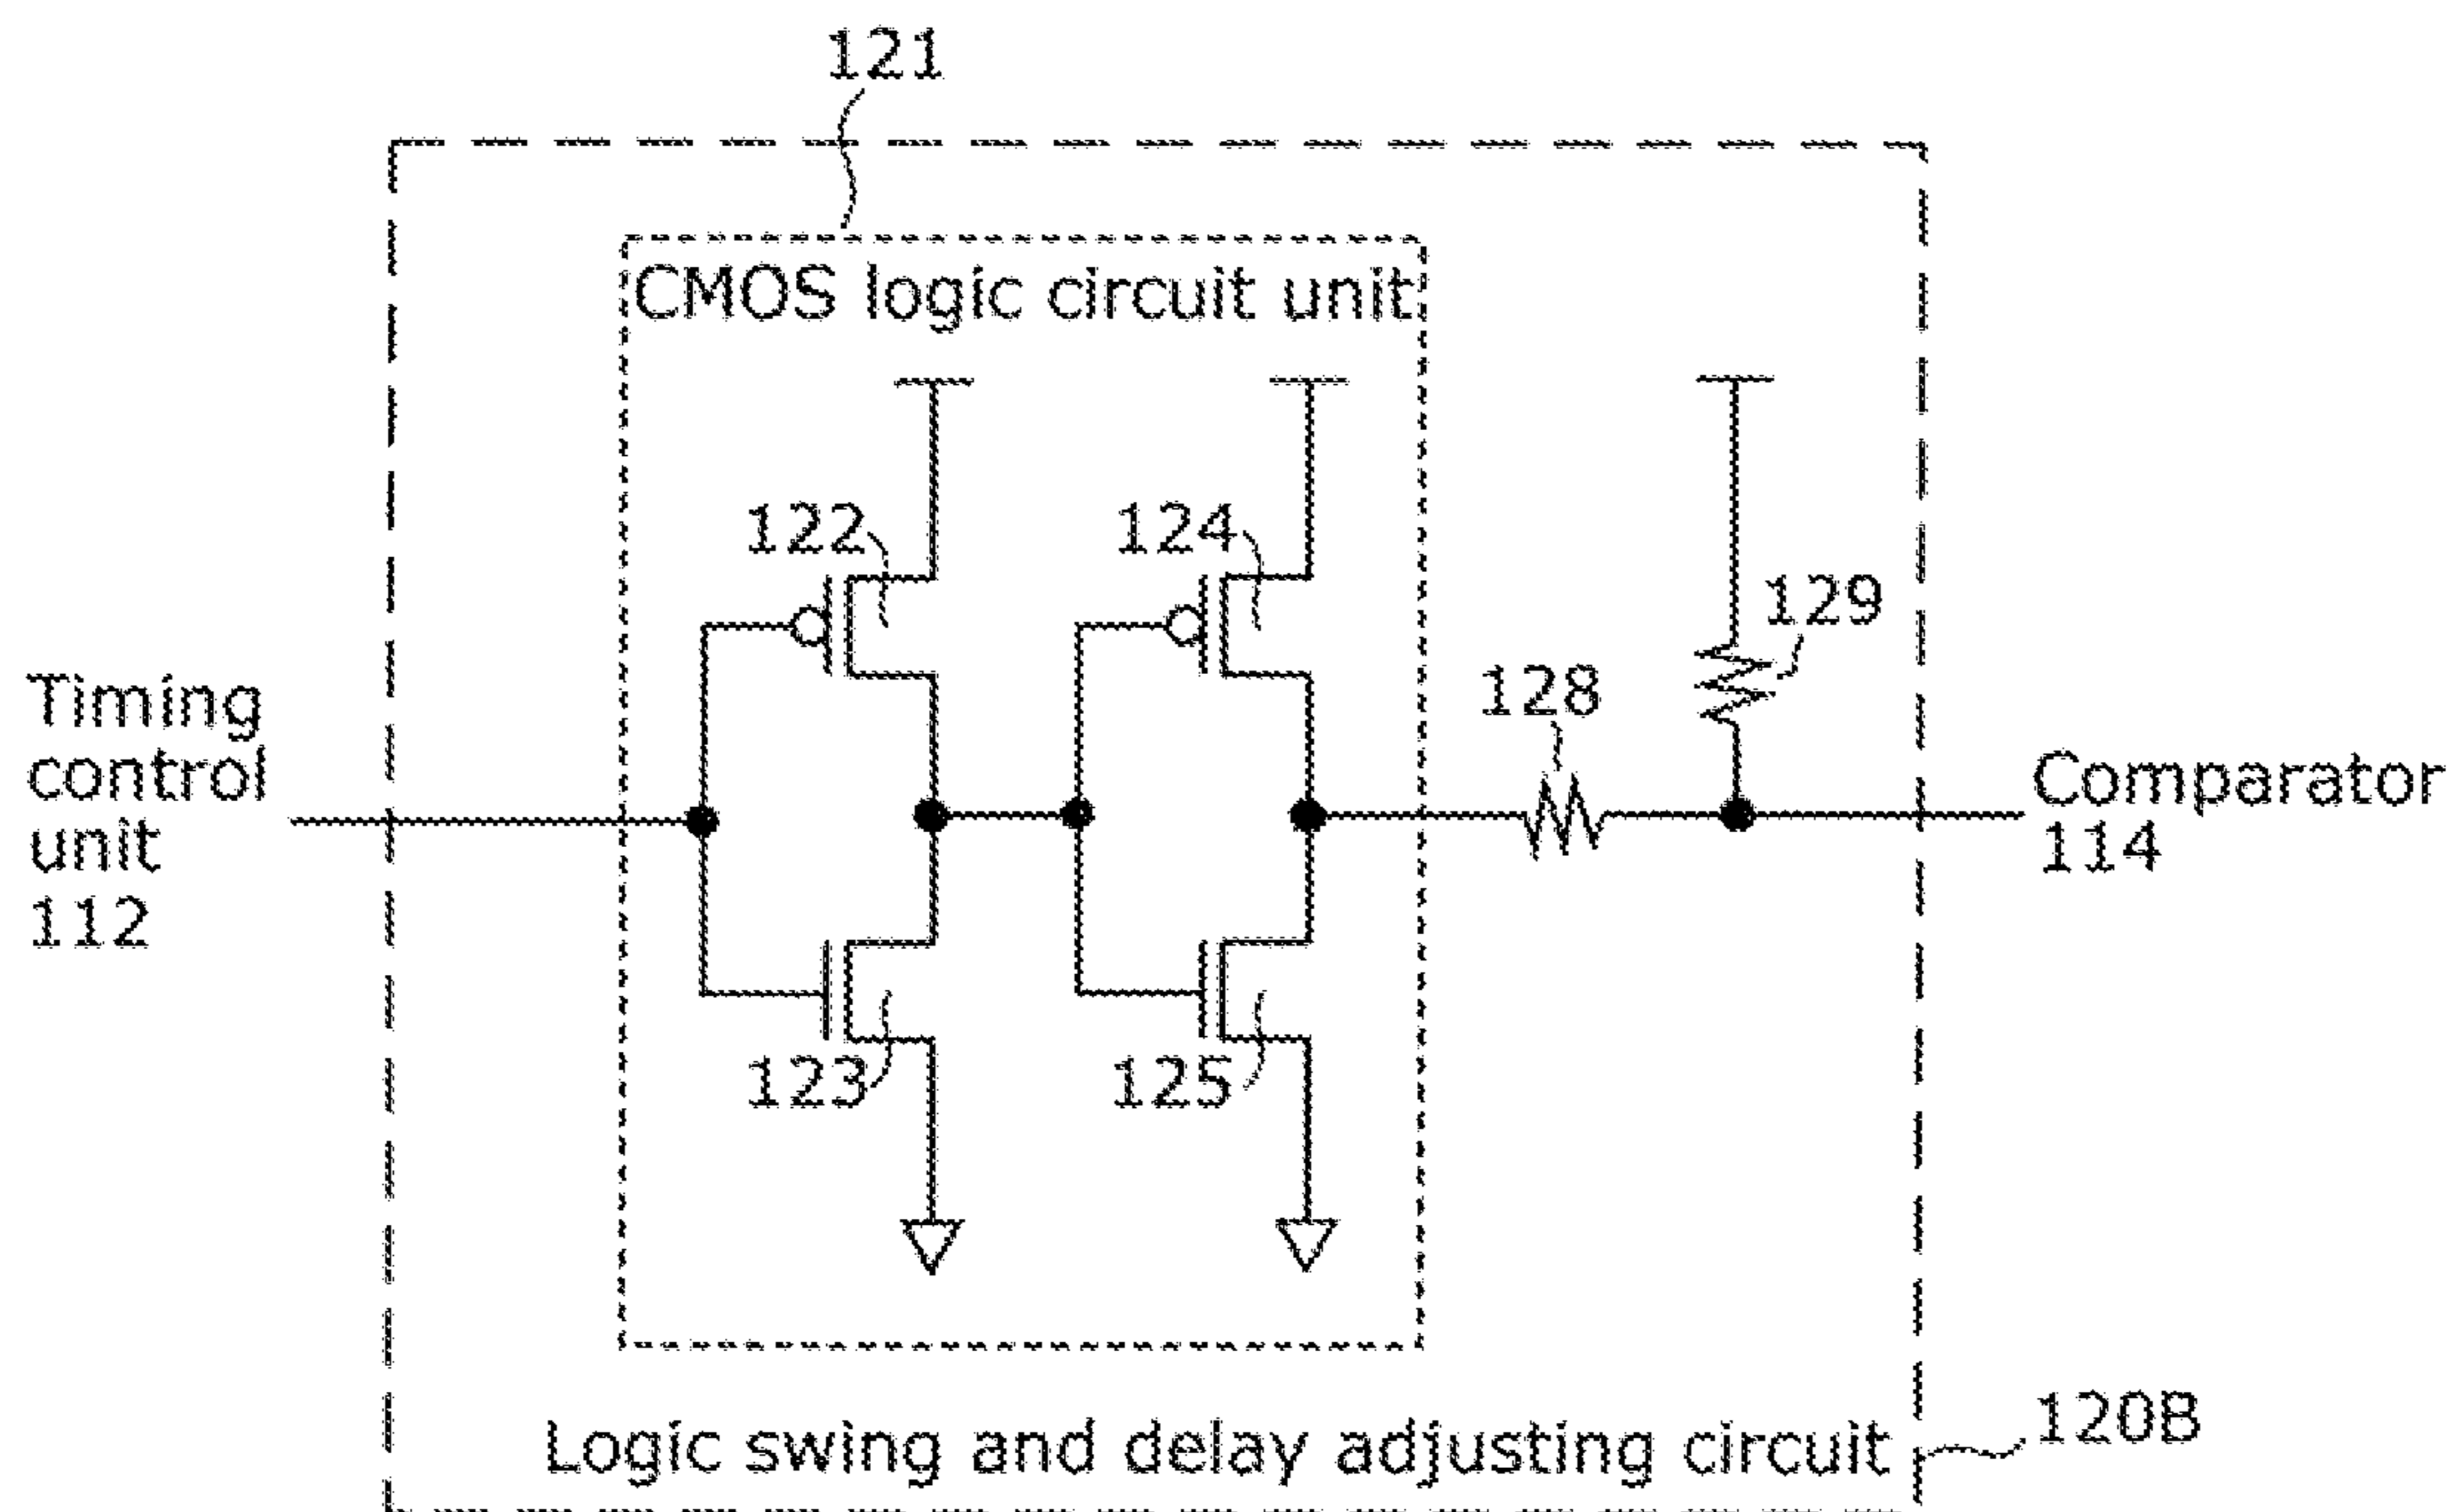 121
CMOS logic circuit unit
122
124
129
128
Timing
control
unit
112
Comparator
114
123
125
Logic swing and delay adjusting circuit
120B